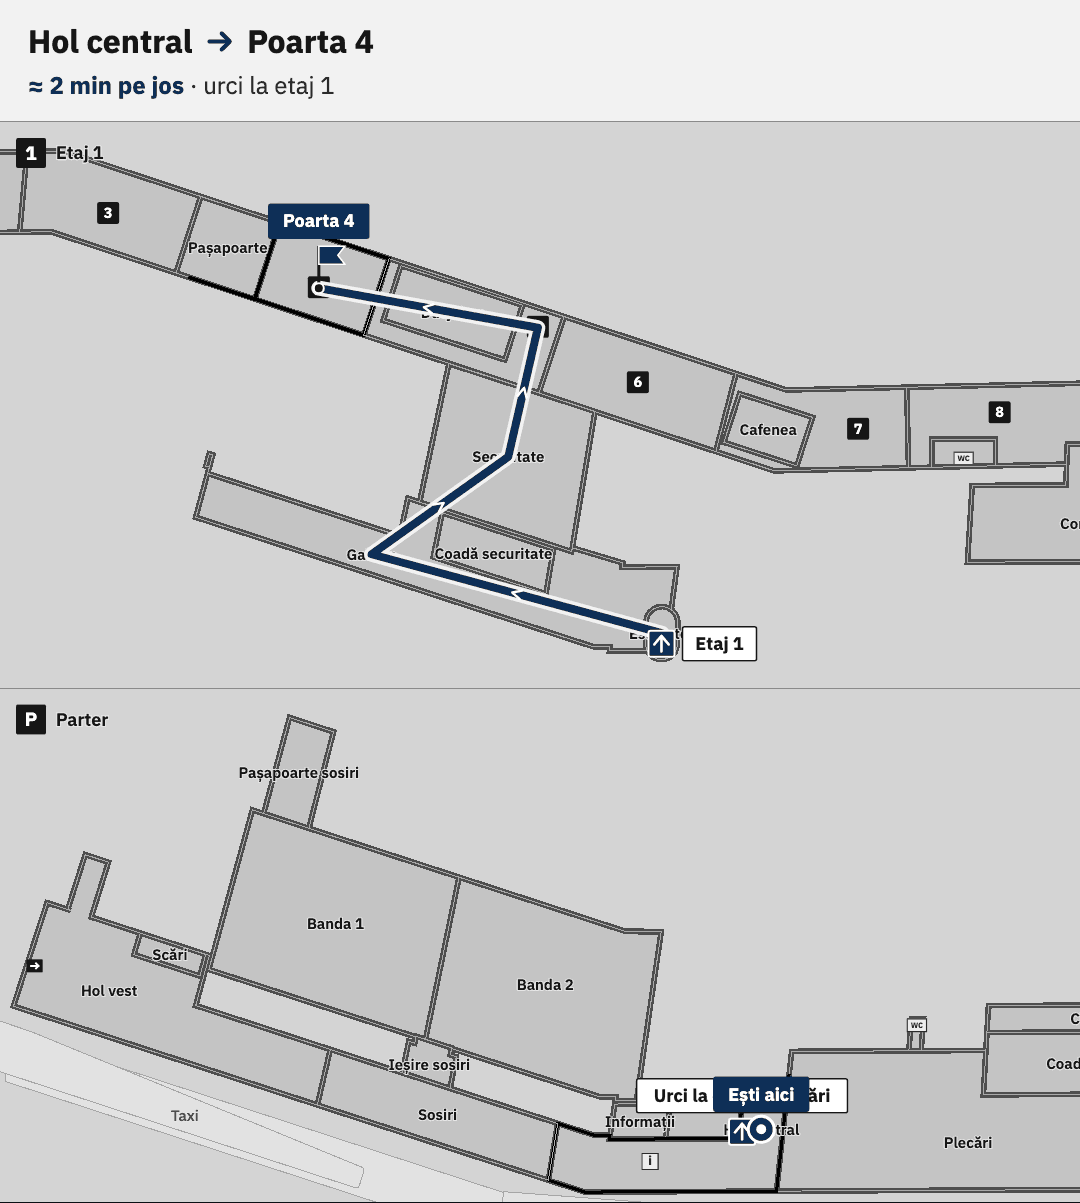 Hol central → Poarta 4
≈ 2 min pe jos · urci la etaj 1
1 Etaj 1
3
Pașapoarte
Poarta 4
6
Cafenea
7
8
wc
Coadă securitate
Etaj 1
P Parter
Pașapoarte sosiri
Banda 1
Banda 2
Scări
Hol vest
Ieșire sosiri
Sosiri
Taxi
Urci la
Ești aici
Informații
i
wc
Plecări